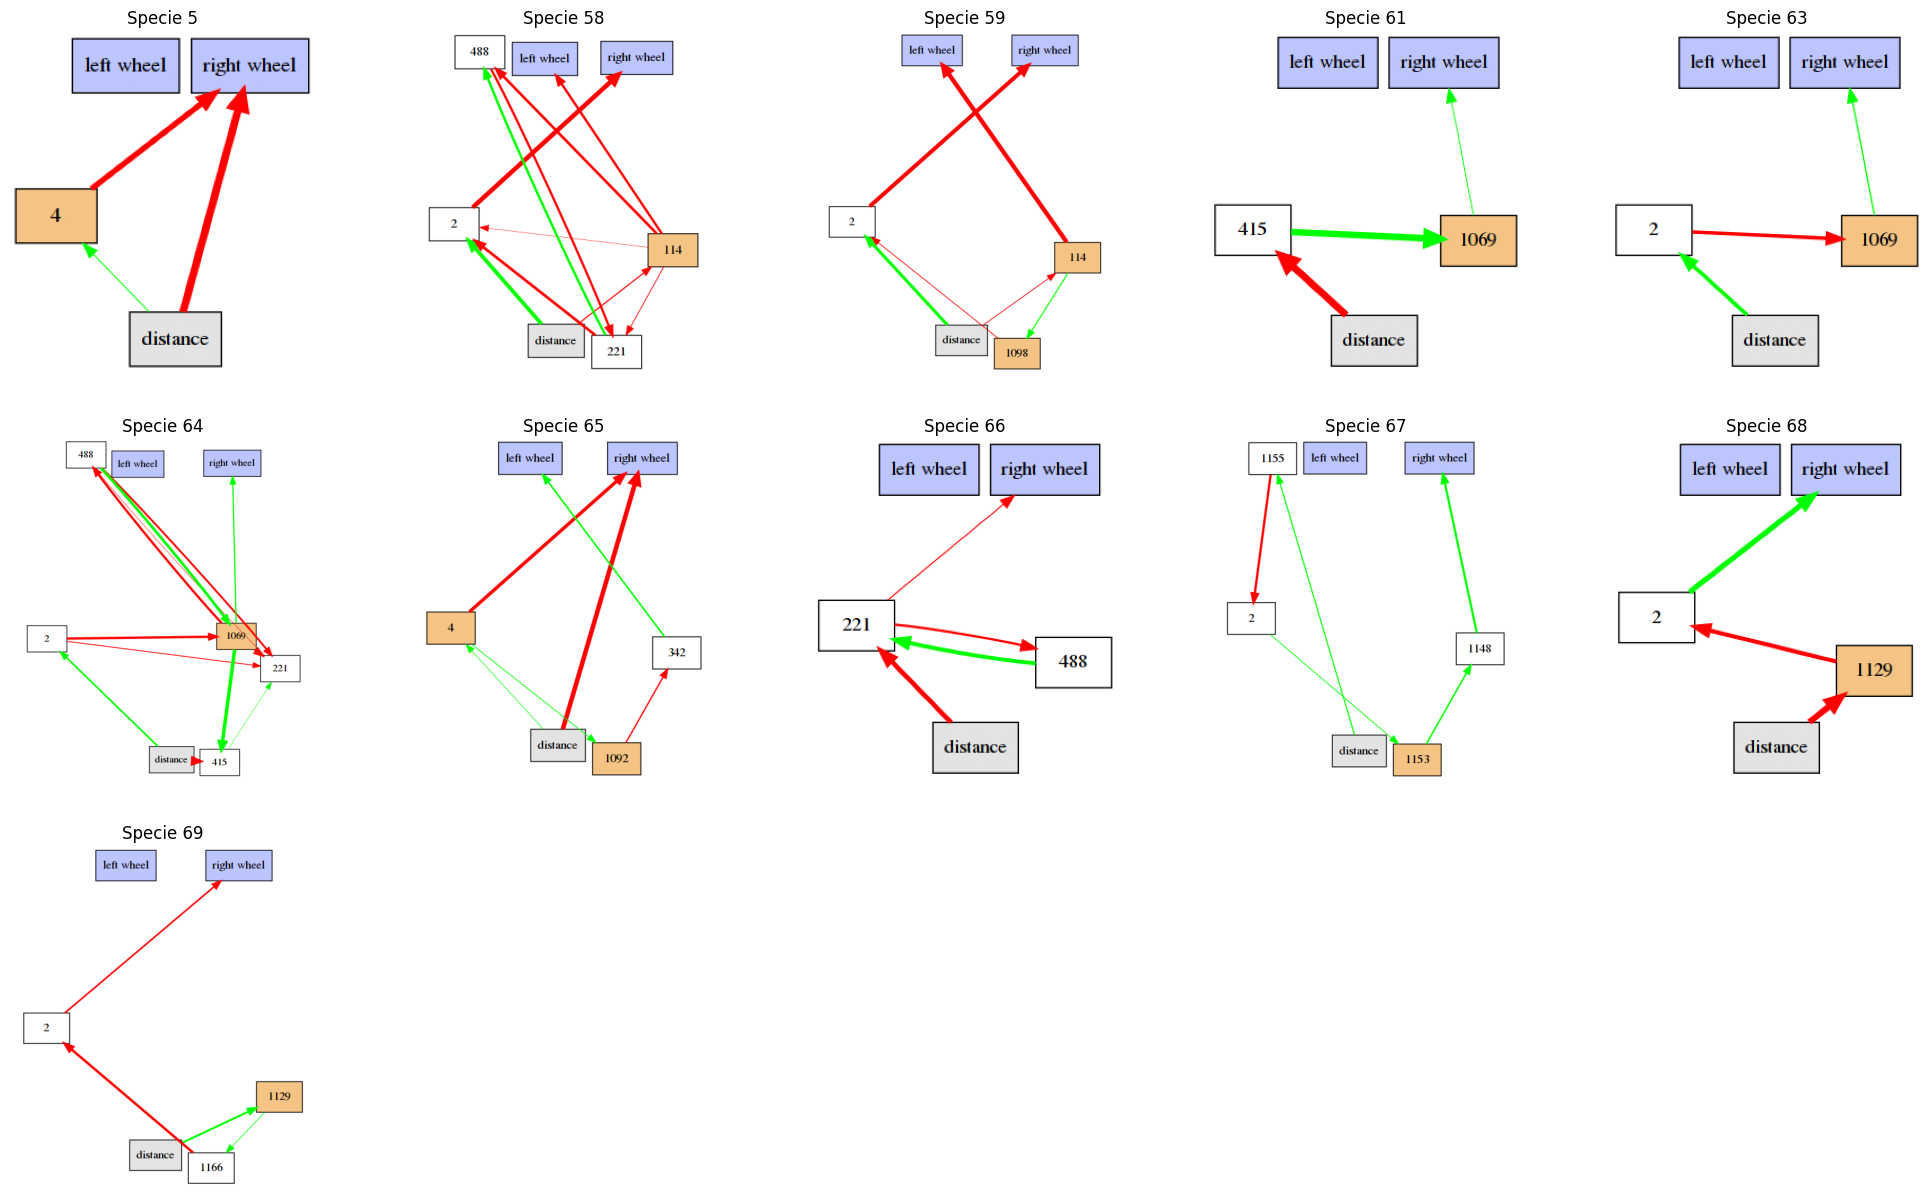 Specie 5
left wheel
right wheel
4
distance
Specie 58
488
left wheel
right wheel
2
114
distance
221
Specie 59
left wheel
right wheel
2
114
distance
1098
Specie 61
left wheel
right wheel
415
1069
distance
Specie 63
left wheel
right wheel
2
1069
distance
Specie 64
488
left wheel
right wheel
2
1069
221
distance
415
Specie 65
left wheel
right wheel
4
342
distance
1092
Specie 66
left wheel
right wheel
221
488
distance
Specie 67
1155
left wheel
right wheel
2
1148
distance
1153
Specie 68
left wheel
right wheel
2
1129
distance
Specie 69
left wheel
right wheel
2
1129
distance
1166